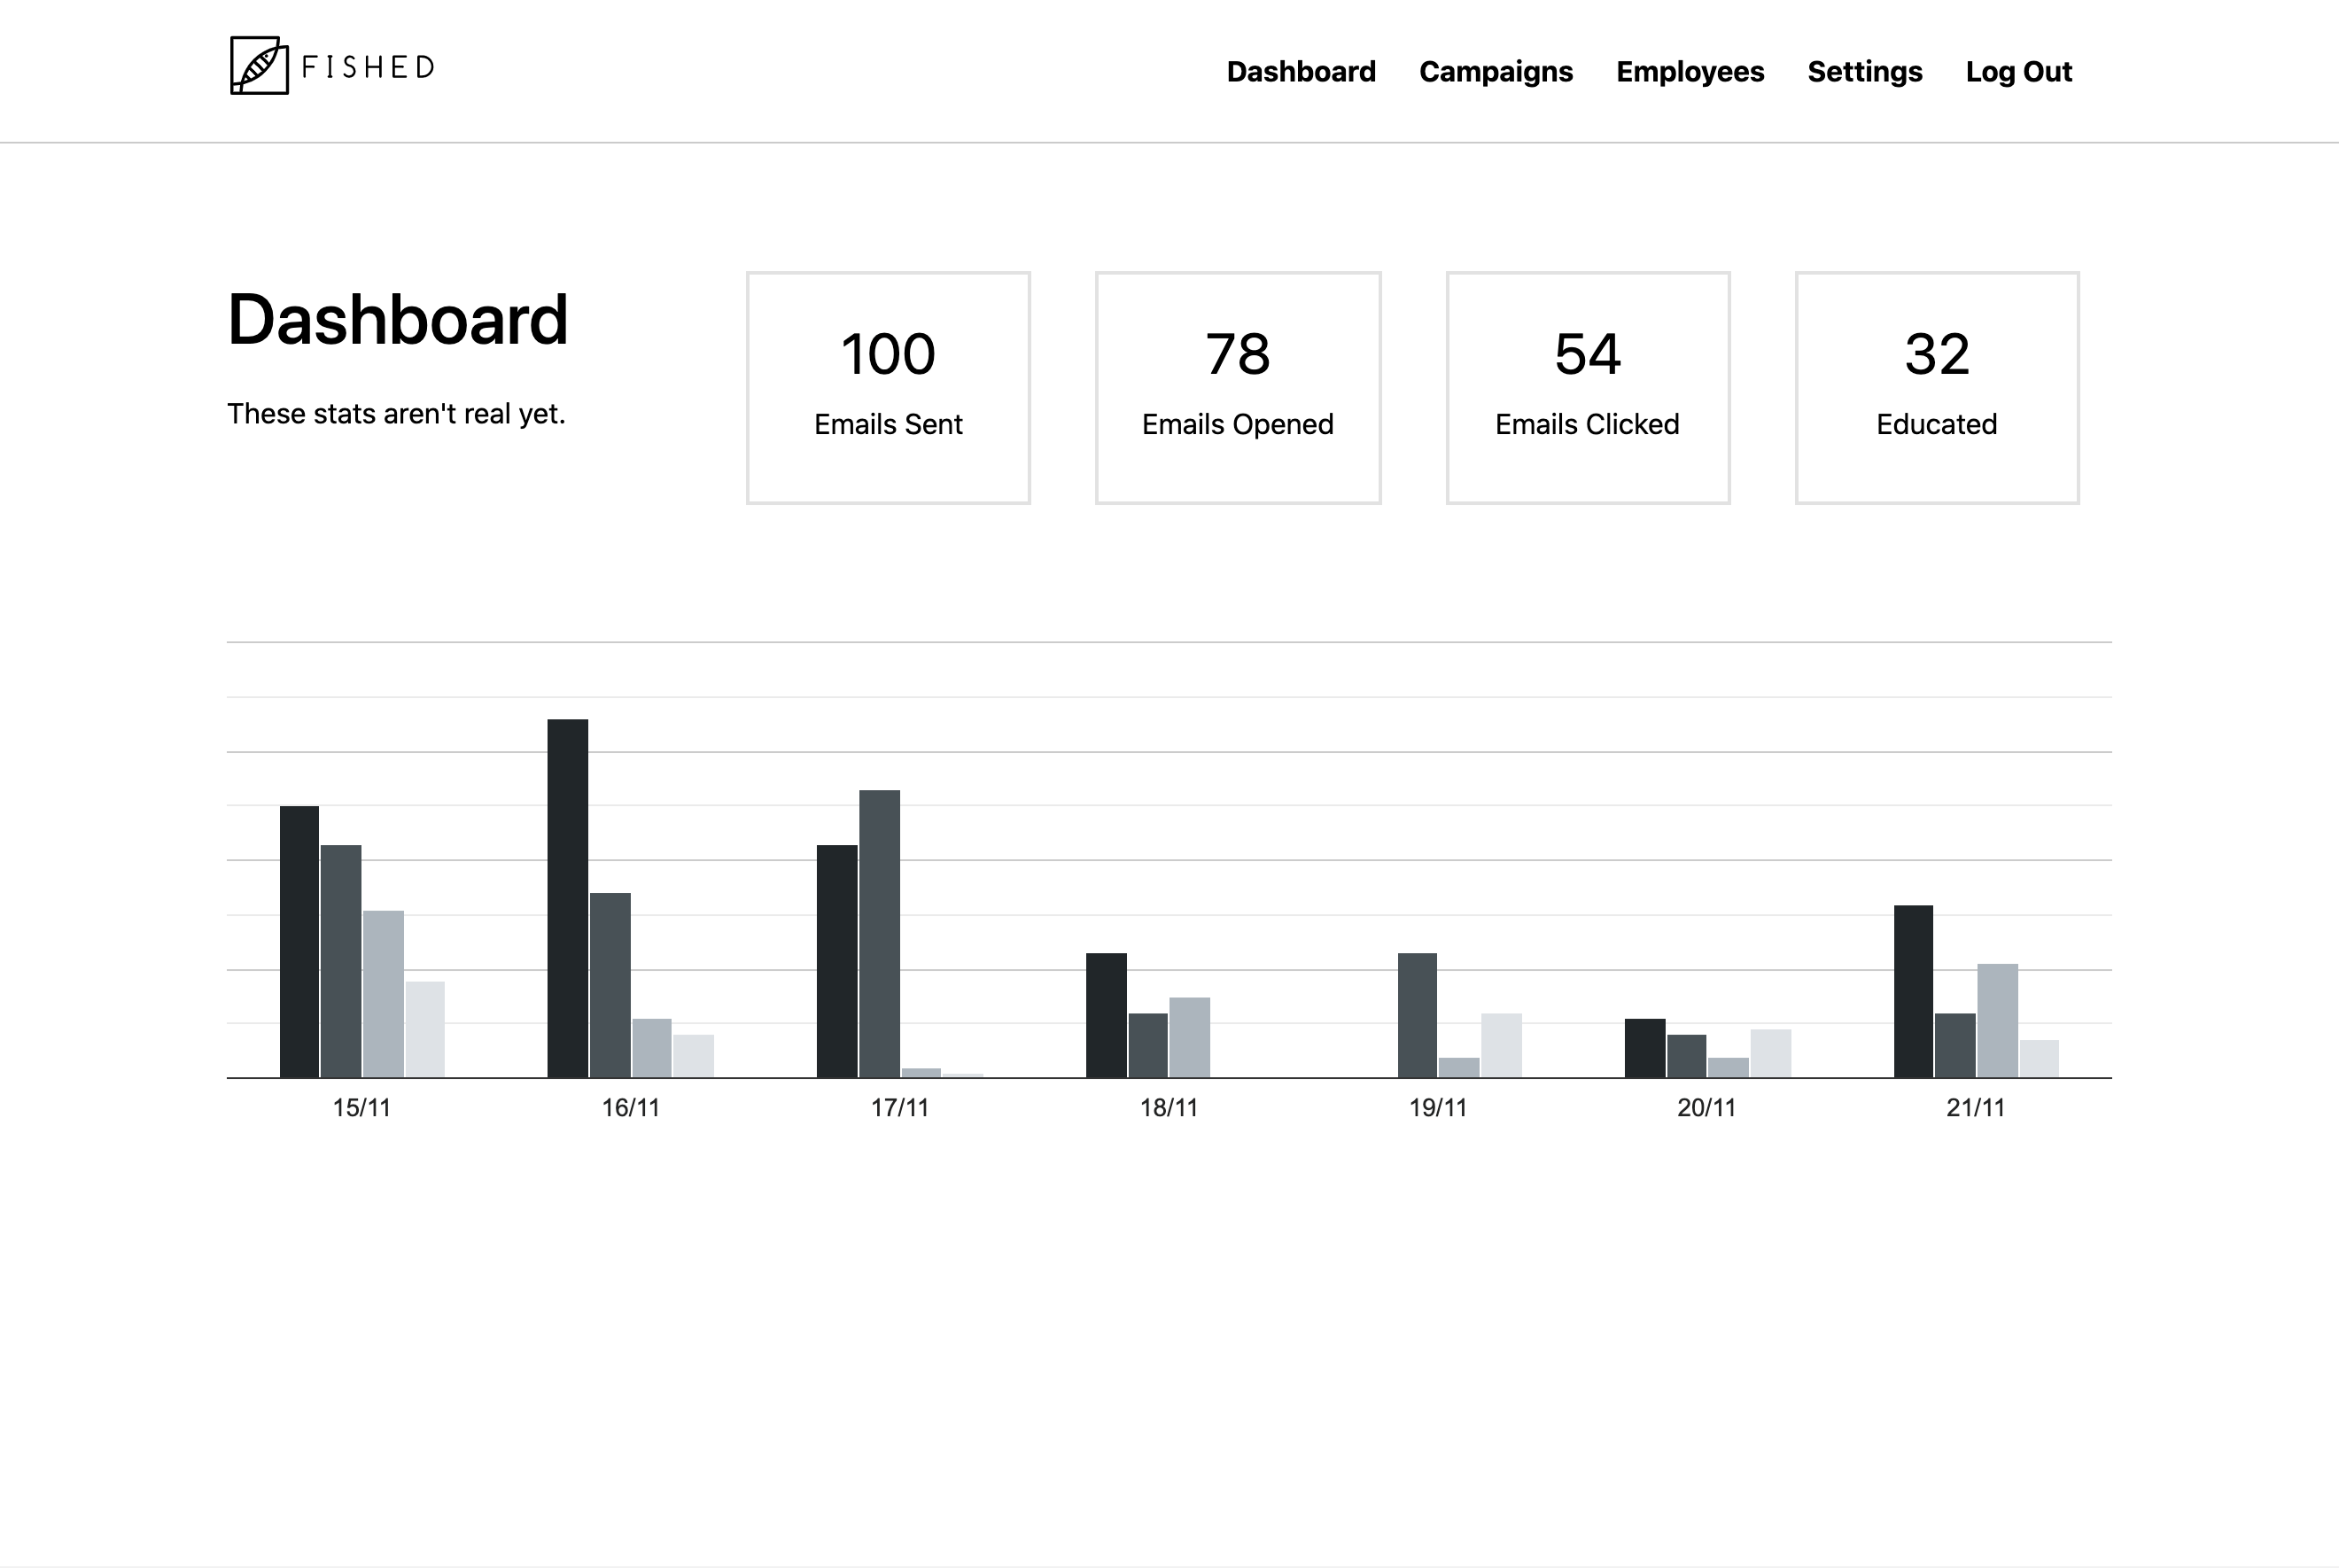 FISHED
Dashboard Campaigns Employees Settings Log Out
Dashboard
These stats aren't real yet.
100
Emails Sent
78
Emails Opened
54
Emails Clicked
32
Educated
15/11 16/11 17/11 18/11 19/11 20/11 21/11